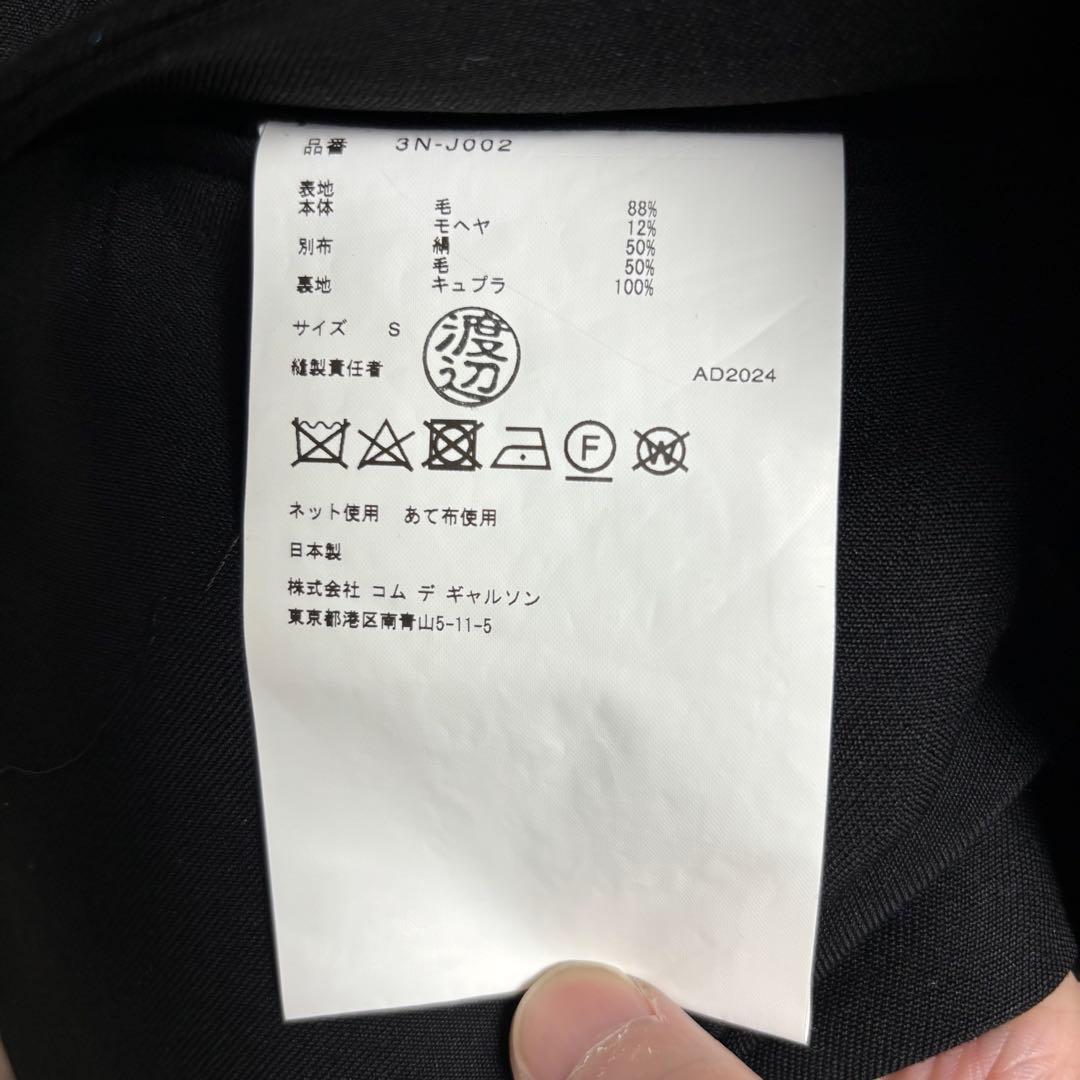 品番 3N-J002
表地
本体 毛 88%
モヘヤ 12%
別布 絹 50%
毛 50%
裏地 キュプラ 100%
サイズ S
縫製責任者 渡辺 AD2024
F W
ネット使用 あて布使用
日本製
株式会社 コム デ ギャルソン
東京都港区南青山5-11-5